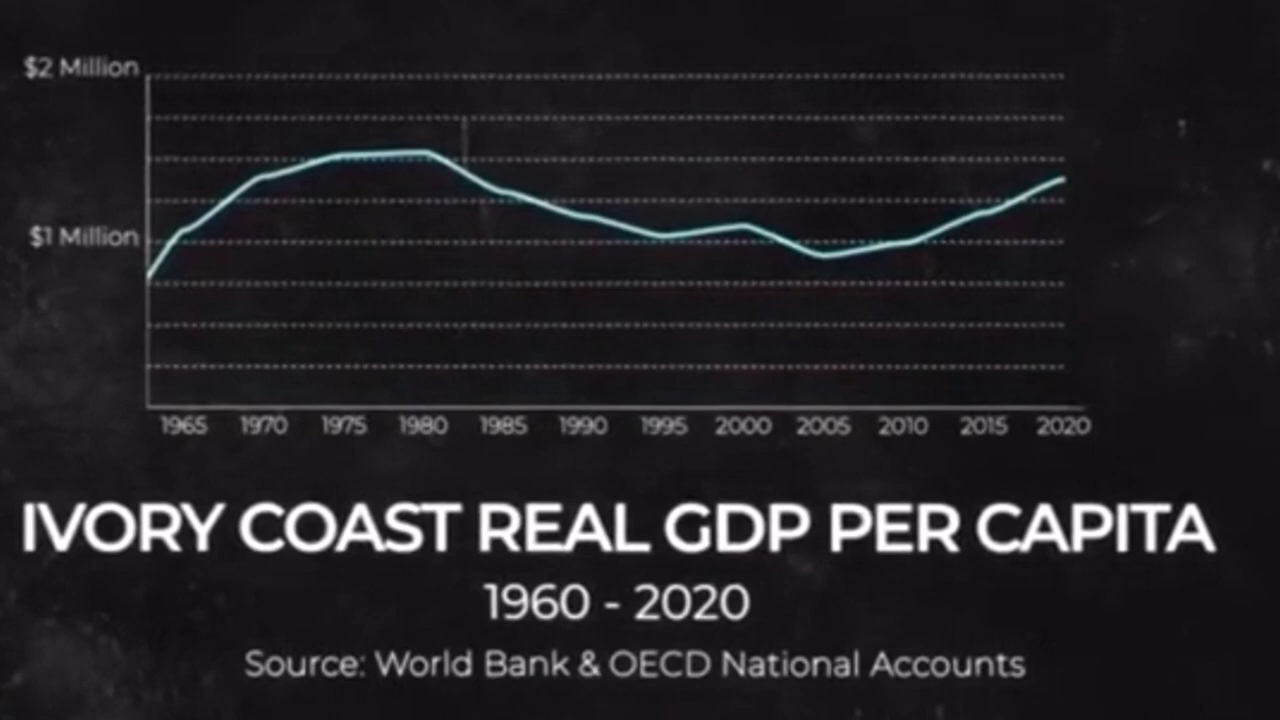 $2 Million
$1 Million
1965 1970 1975 1980 1985 1990 1995 2000 2005 2010 2015 2020
IVORY COAST REAL GDP PER CAPITA
1960 - 2020
Source: World Bank & OECD National Accounts